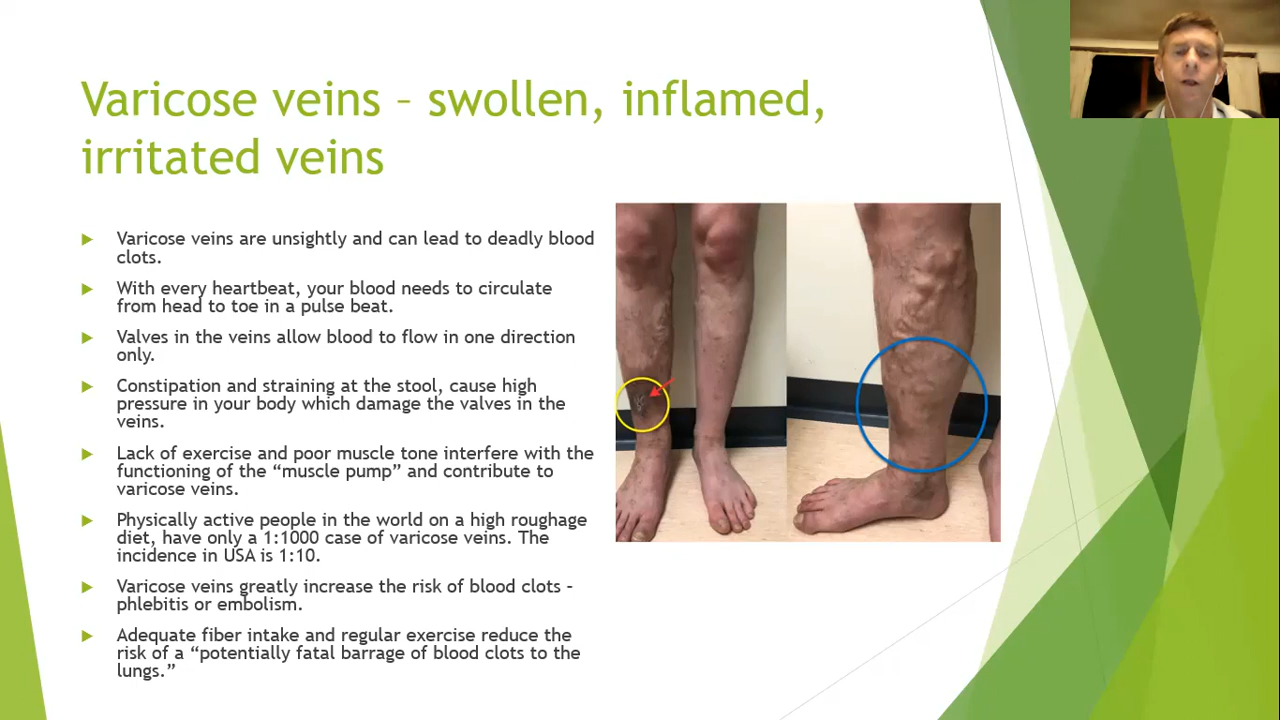 Varicose veins – swollen, inflamed,
irritated veins
Varicose veins are unsightly and can lead to deadly blood
clots.
With every heartbeat, your blood needs to circulate
from head to toe in a pulse beat.
Valves in the veins allow blood to flow in one direction
only.
Constipation and straining at the stool, cause high
pressure in your body which damage the valves in the
veins.
Lack of exercise and poor muscle tone interfere with the
functioning of the “muscle pump” and contribute to
varicose veins.
Physically active people in the world on a high roughage
diet, have only a 1:1000 case of varicose veins. The
incidence in USA is 1:10.
Varicose veins greatly increase the risk of blood clots –
phlebitis or embolism.
Adequate fiber intake and regular exercise reduce the
risk of a “potentially fatal barrage of blood clots to the
lungs.”